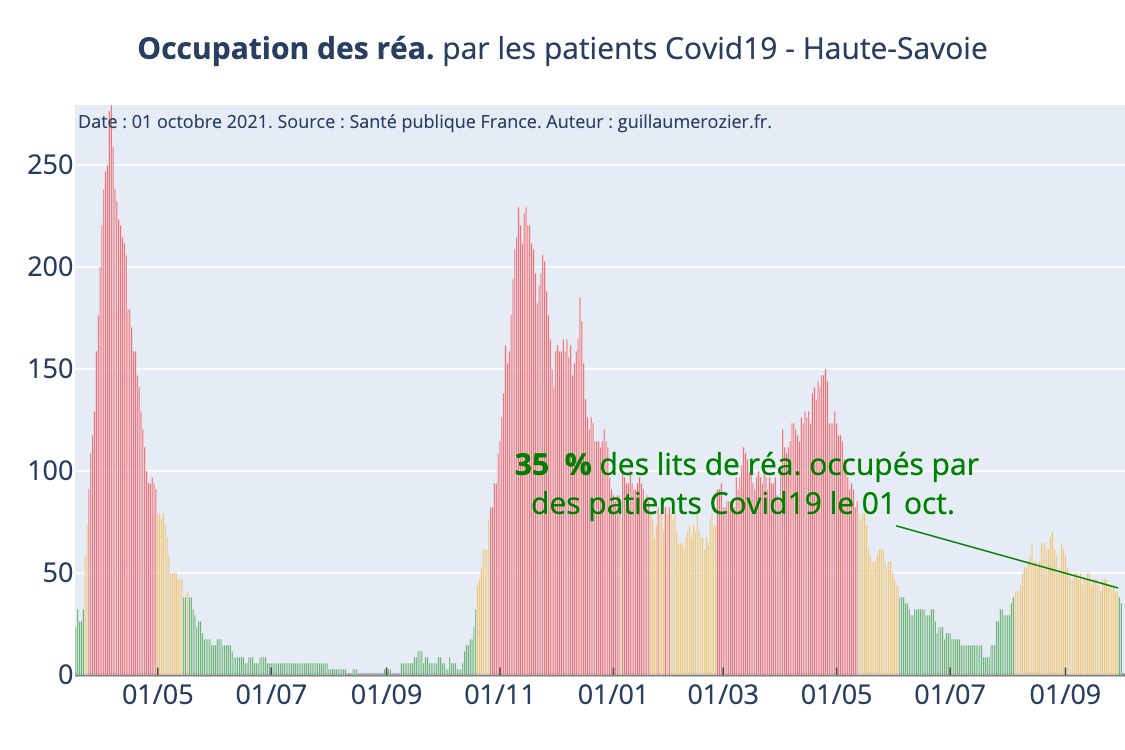 Occupation des réa. par les patients Covid19 - Haute-Savoie
Date : 01 octobre 2021. Source : Santé publique France. Auteur : guillaumerozier.fr.
250
200
150
100
50
0
35 % des lits de réa. occupés par
des patients Covid19 le 01 oct.
01/05 01/07 01/09 01/11 01/01 01/03 01/05 01/07 01/09